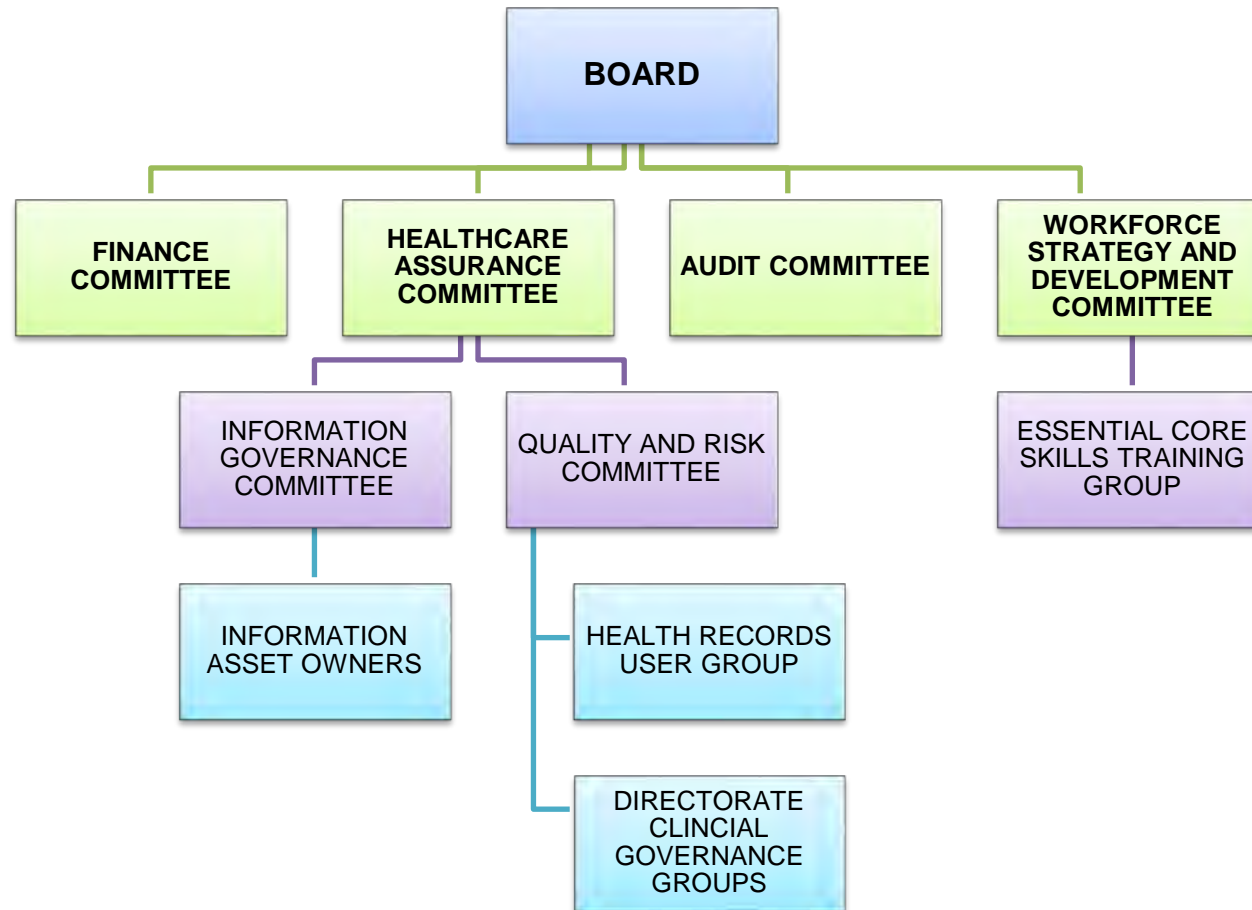 BOARD
FINANCE
COMMITTEE
HEALTHCARE
ASSURANCE
COMMITTEE
AUDIT COMMITTEE
WORKFORCE
STRATEGY AND
DEVELOPMENT
COMMITTEE
INFORMATION
GOVERNANCE
COMMITTEE
QUALITY AND RISK
COMMITTEE
ESSENTIAL CORE
SKILLS TRAINING
GROUP
INFORMATION
ASSET OWNERS
HEALTH RECORDS
USER GROUP
DIRECTORATE
CLINCIAL
GOVERNANCE
GROUPS